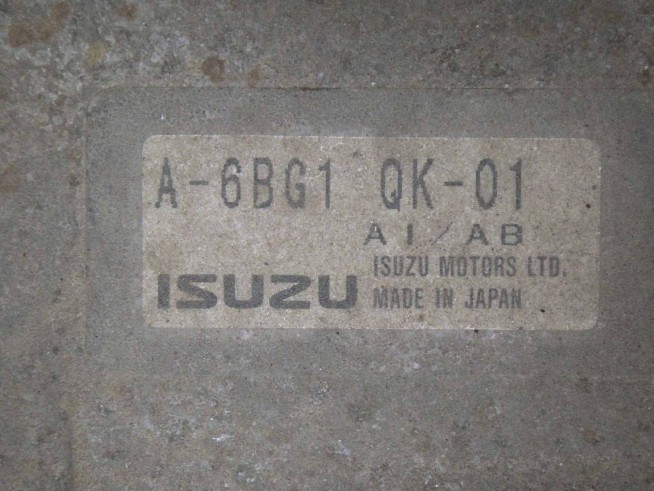 A-6BG1 QK-01
AI/AB
ISUZU MOTORS LTD.
ISUZU MADE IN JAPAN